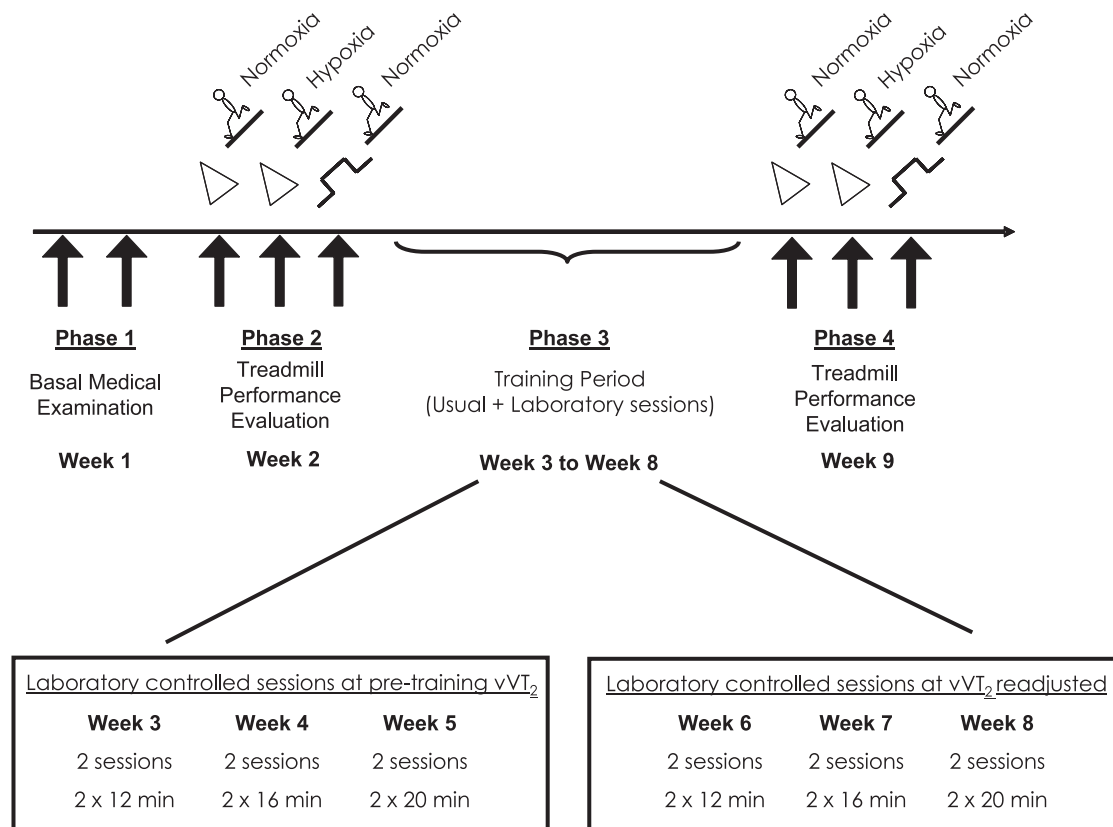 Normoxia
Hypoxia
Normoxia
Normoxia
Hypoxia
Normoxia
Phase 1
Basal Medical
Examination
Week 1
Phase 2
Treadmill
Performance
Evaluation
Week 2
Phase 3
Training Period
(Usual + Laboratory sessions)
Week 3 to Week 8
Phase 4
Treadmill
Performance
Evaluation
Week 9
Laboratory controlled sessions at pre-training vVT₂
Week 3 Week 4 Week 5
2 sessions 2 sessions 2 sessions
2 x 12 min 2 x 16 min 2 x 20 min
Laboratory controlled sessions at vVT₂ readjusted
Week 6 Week 7 Week 8
2 sessions 2 sessions 2 sessions
2 x 12 min 2 x 16 min 2 x 20 min